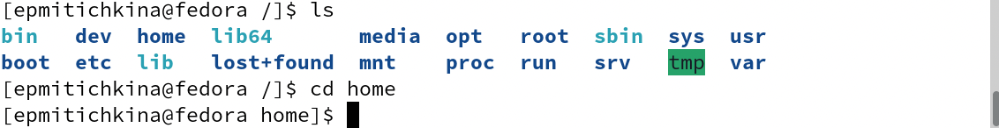 [epmitichkina@fedora /]$ ls
bin   dev  home  lib64       media  opt   root  sbin  sys  usr
boot  etc  lib   lost+found  mnt    proc  run   srv   tmp  var
[epmitichkina@fedora /]$ cd home
[epmitichkina@fedora home]$